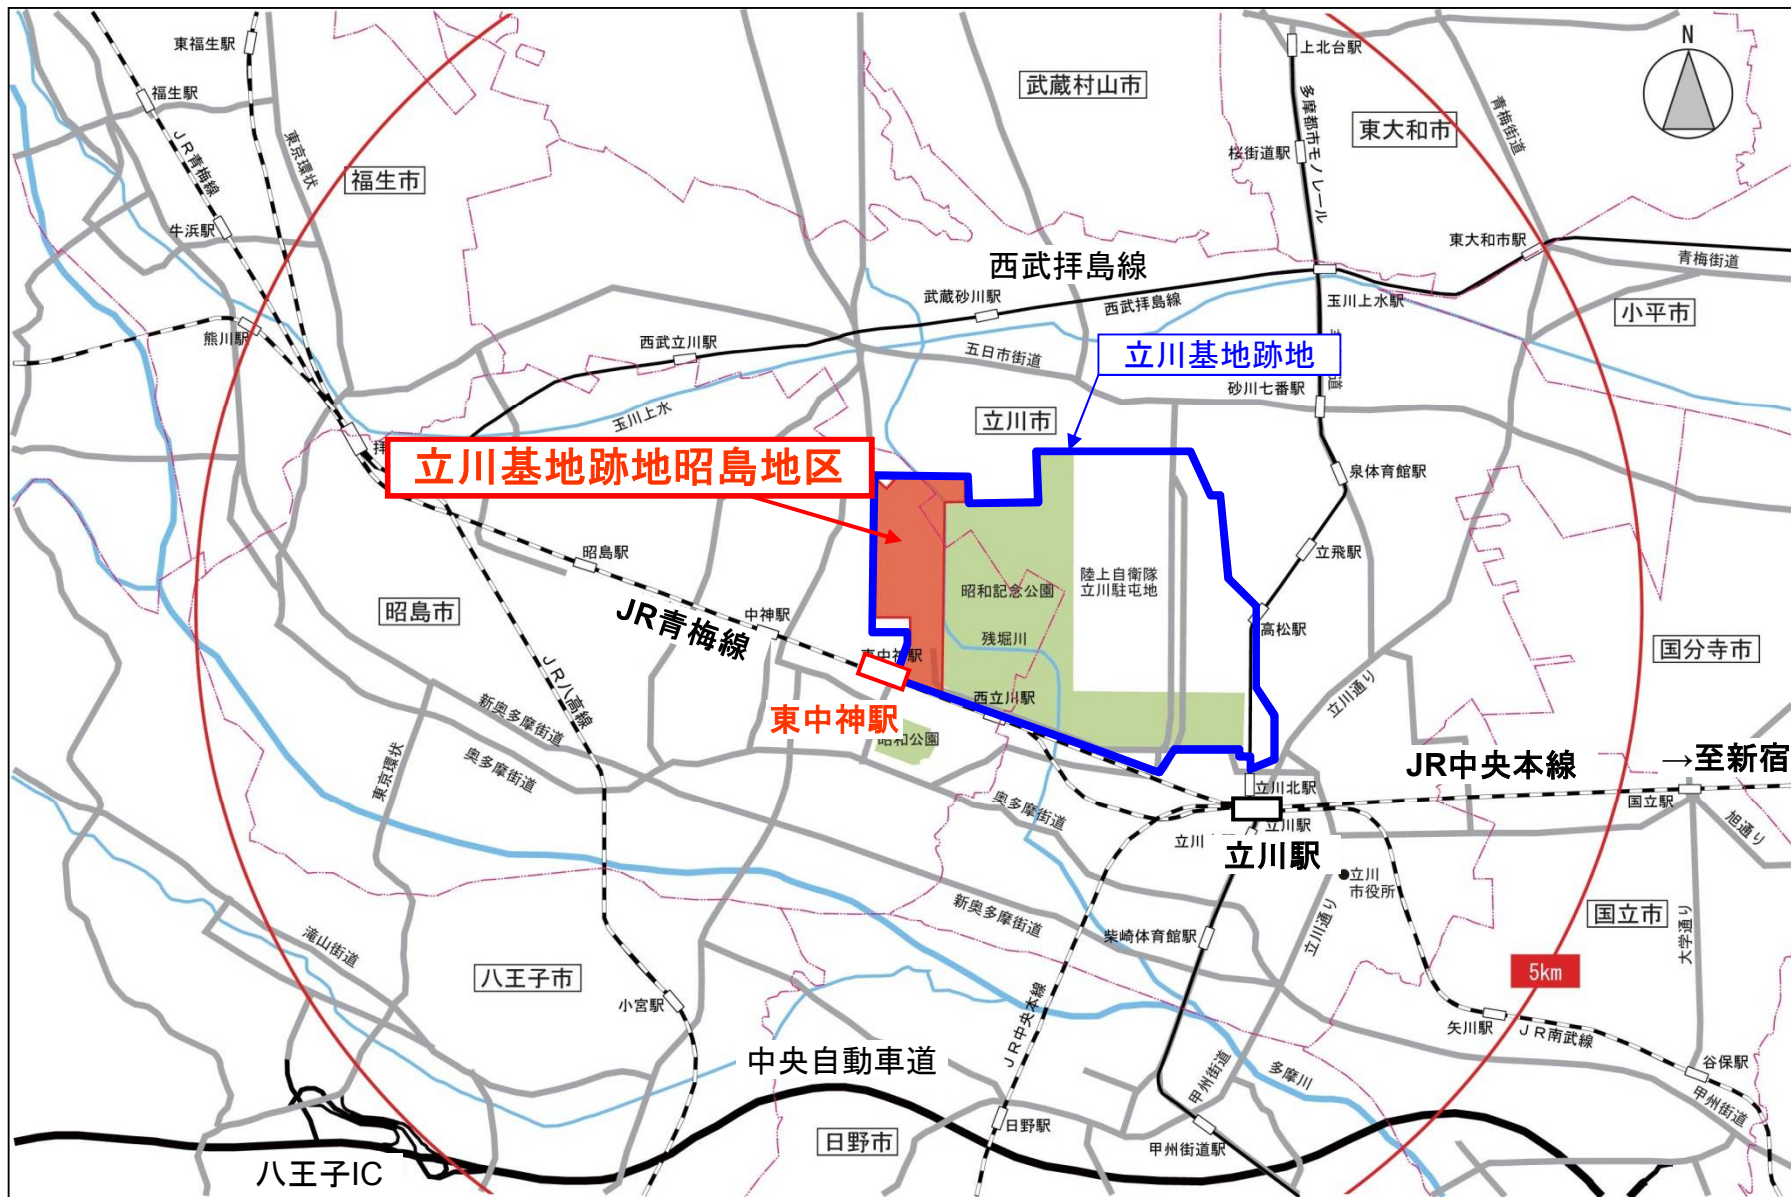 東福生駅
上北台駅
N
武蔵村山市
福生駅
多摩都市モノレール
青梅街道
東大和市
JR青梅線
東京環状
桜街道駅
福生市
牛浜駅
東大和市駅
西武拝島線
青梅街道
武蔵砂川駅
西武拝島線
玉川上水駅
小平市
熊川駅
西武立川駅
五日市街道
立川基地跡地
道
砂川七番駅
玉川上水
立川市
拝
立川基地跡地昭島地区
泉体育館駅
昭島駅
立飛駅
陸上自衛隊
立川駐屯地
昭和記念公園
昭島市
中神駅
JR青梅線
高松駅
残堀川
国分寺市
東中神駅
JR八高線
西立川駅
立川通り
新奥多摩街道
東中神駅
昭和公園
奥多摩街道
東京環状
JR中央本線
→至新宿
立川北駅
国立駅
奥多摩街道
旭通り
立川駅
立川
立川駅
立川
市役所
新奥多摩街道
立川通り
国立市
大学通り
滝山街道
柴崎体育館駅
5km
八王子市
小宮駅
JR中央本線
矢川駅
JR南武線
中央自動車道
谷保駅
甲州街道
多摩川
甲州街道
日野市
日野駅
甲州街道駅
八王子IC